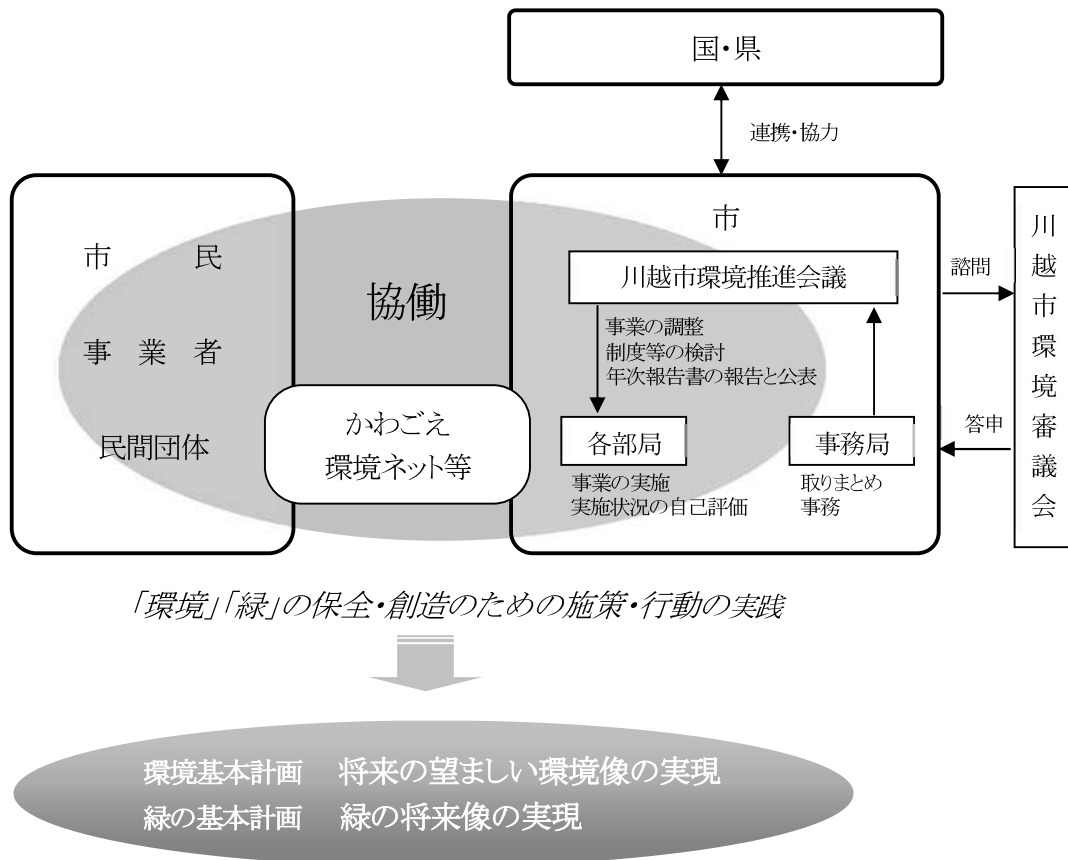 国・県
連携・協力
市　　民
事　業　者
民間団体
協働
かわごえ
環境ネット等
市
川越市環境推進会議
事業の調整
制度等の検討
年次報告書の報告と公表
各部局
事業の実施
実施状況の自己評価
事務局
取りまとめ
事務
諮問
答申
川越市環境審議会
「環境」「緑」の保全・創造のための施策・行動の実践
環境基本計画　将来の望ましい環境像の実現
緑の基本計画　緑の将来像の実現